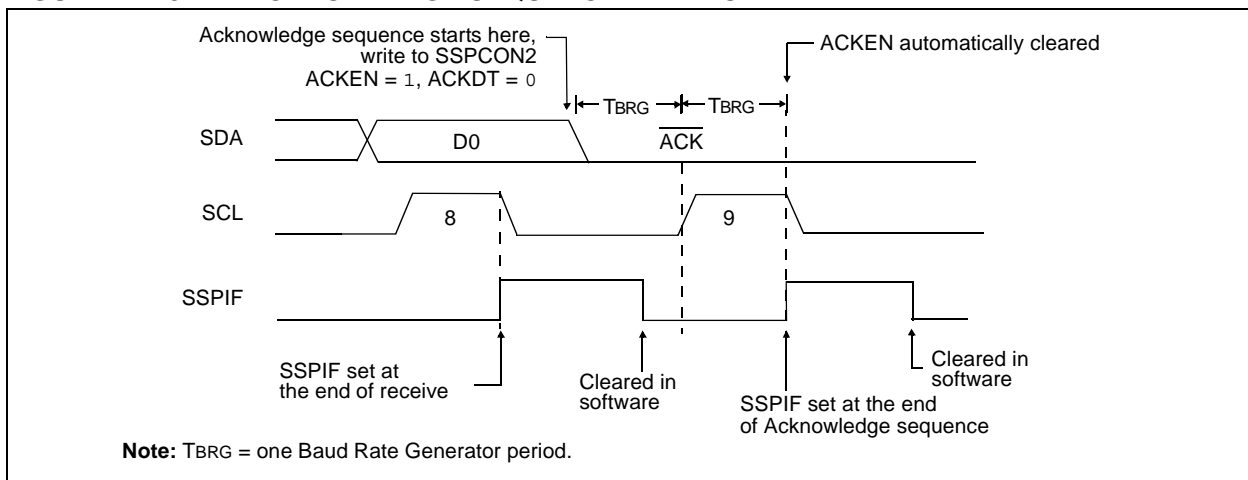 Acknowledge sequence starts here,
write to SSPCON2
ACKEN = 1, ACKDT = 0
ACKEN automatically cleared
TBRG
TBRG
SDA
D0
ACK
SCL
8
9
SSPIF
SSPIF set at
the end of receive
Cleared in
software
SSPIF set at the end
of Acknowledge sequence
Cleared in
software
Note: TBRG = one Baud Rate Generator period.